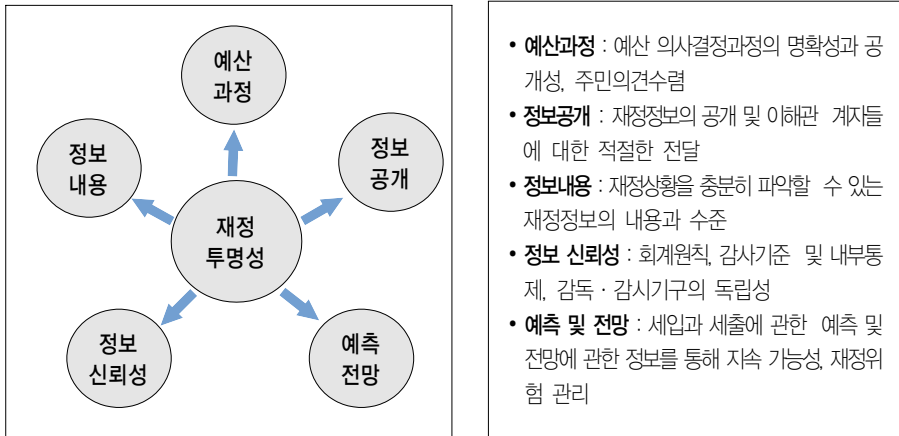 예산
과정
정보
내용
정보
공개
재정
투명성
정보
신뢰성
예측
전망
• 예산과정 : 예산 의사결정과정의 명확성과 공
개성, 주민의견수렴
• 정보공개 : 재정정보의 공개 및 이해관 계자들
에 대한 적절한 전달
• 정보내용 : 재정상황을 충분히 파악할 수 있는
재정정보의 내용과 수준
• 정보 신뢰성 : 회계원칙, 감사기준 및 내부통
제, 감독 · 감시기구의 독립성
• 예측 및 전망 : 세입과 세출에 관한 예측 및
전망에 관한 정보를 통해 지속 가능성, 재정위
험 관리